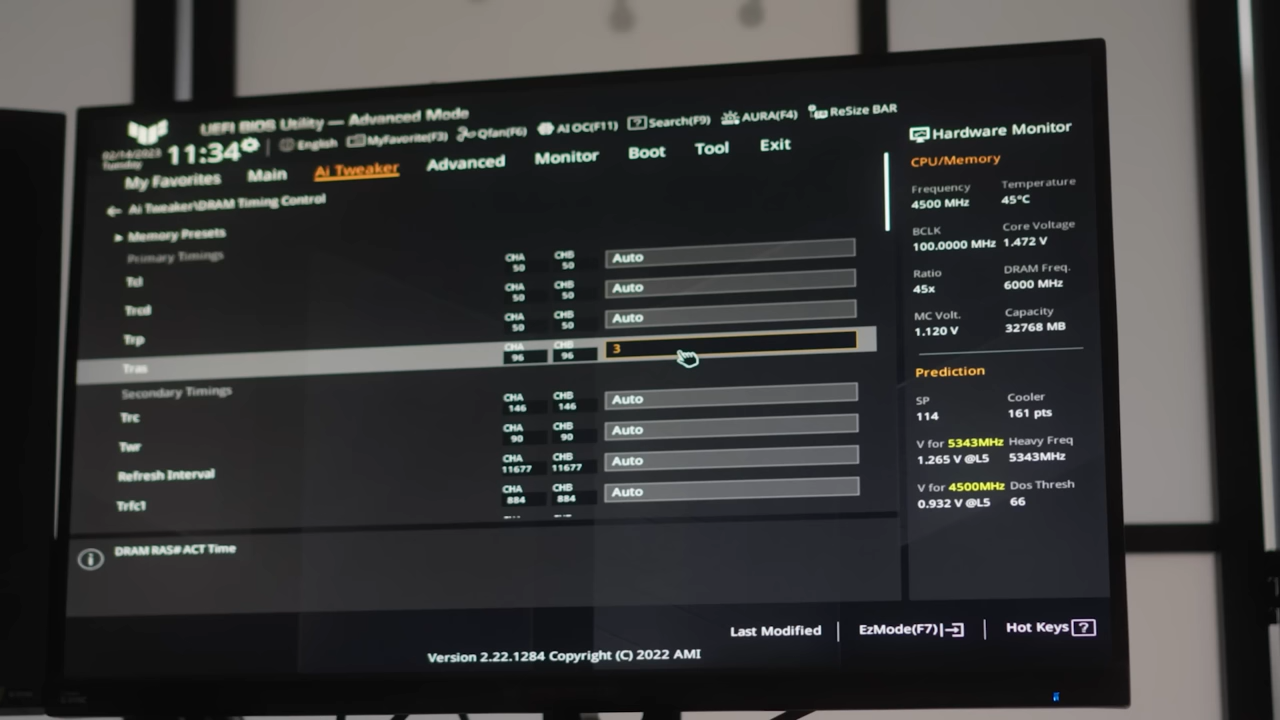 UEFI BIOS Utility — Advanced Mode
02/14/2023
Tuesday
11:34
English
MyFavorite(F3)
Qfan(F6)
AI OC(F11)
? Search(F9)
AURA(F4)
ReSize BAR
My Favorites Main Ai Tweaker Advanced Monitor Boot Tool Exit
← Ai Tweaker\DRAM Timing Control
Memory Presets
Primary Timings
Tcl CHA 50 CHB 50 Auto
Trcd CHA 50 CHB 50 Auto
Trp CHA 50 CHB 50 Auto
Tras CHA 96 CHB 96 3
Secondary Timings
Trc CHA 146 CHB 146 Auto
Twr CHA 90 CHB 90 Auto
Refresh Interval CHA 11677 CHB 11677 Auto
Trfc1 CHA 884 CHB 884 Auto
DRAM RAS# ACT Time
Hardware Monitor
CPU/Memory
Frequency Temperature
4500 MHz 45°C
BCLK Core Voltage
100.0000 MHz 1.472 V
Ratio DRAM Freq.
45x 6000 MHz
MC Volt. Capacity
1.120 V 32768 MB
Prediction
SP Cooler
114 161 pts
V for 5343MHz Heavy Freq
1.265 V @L5 5343MHz
V for 4500MHz Dos Thresh
0.932 V @L5 66
Last Modified EzMode(F7) Hot Keys ?
Version 2.22.1284 Copyright (C) 2022 AMI